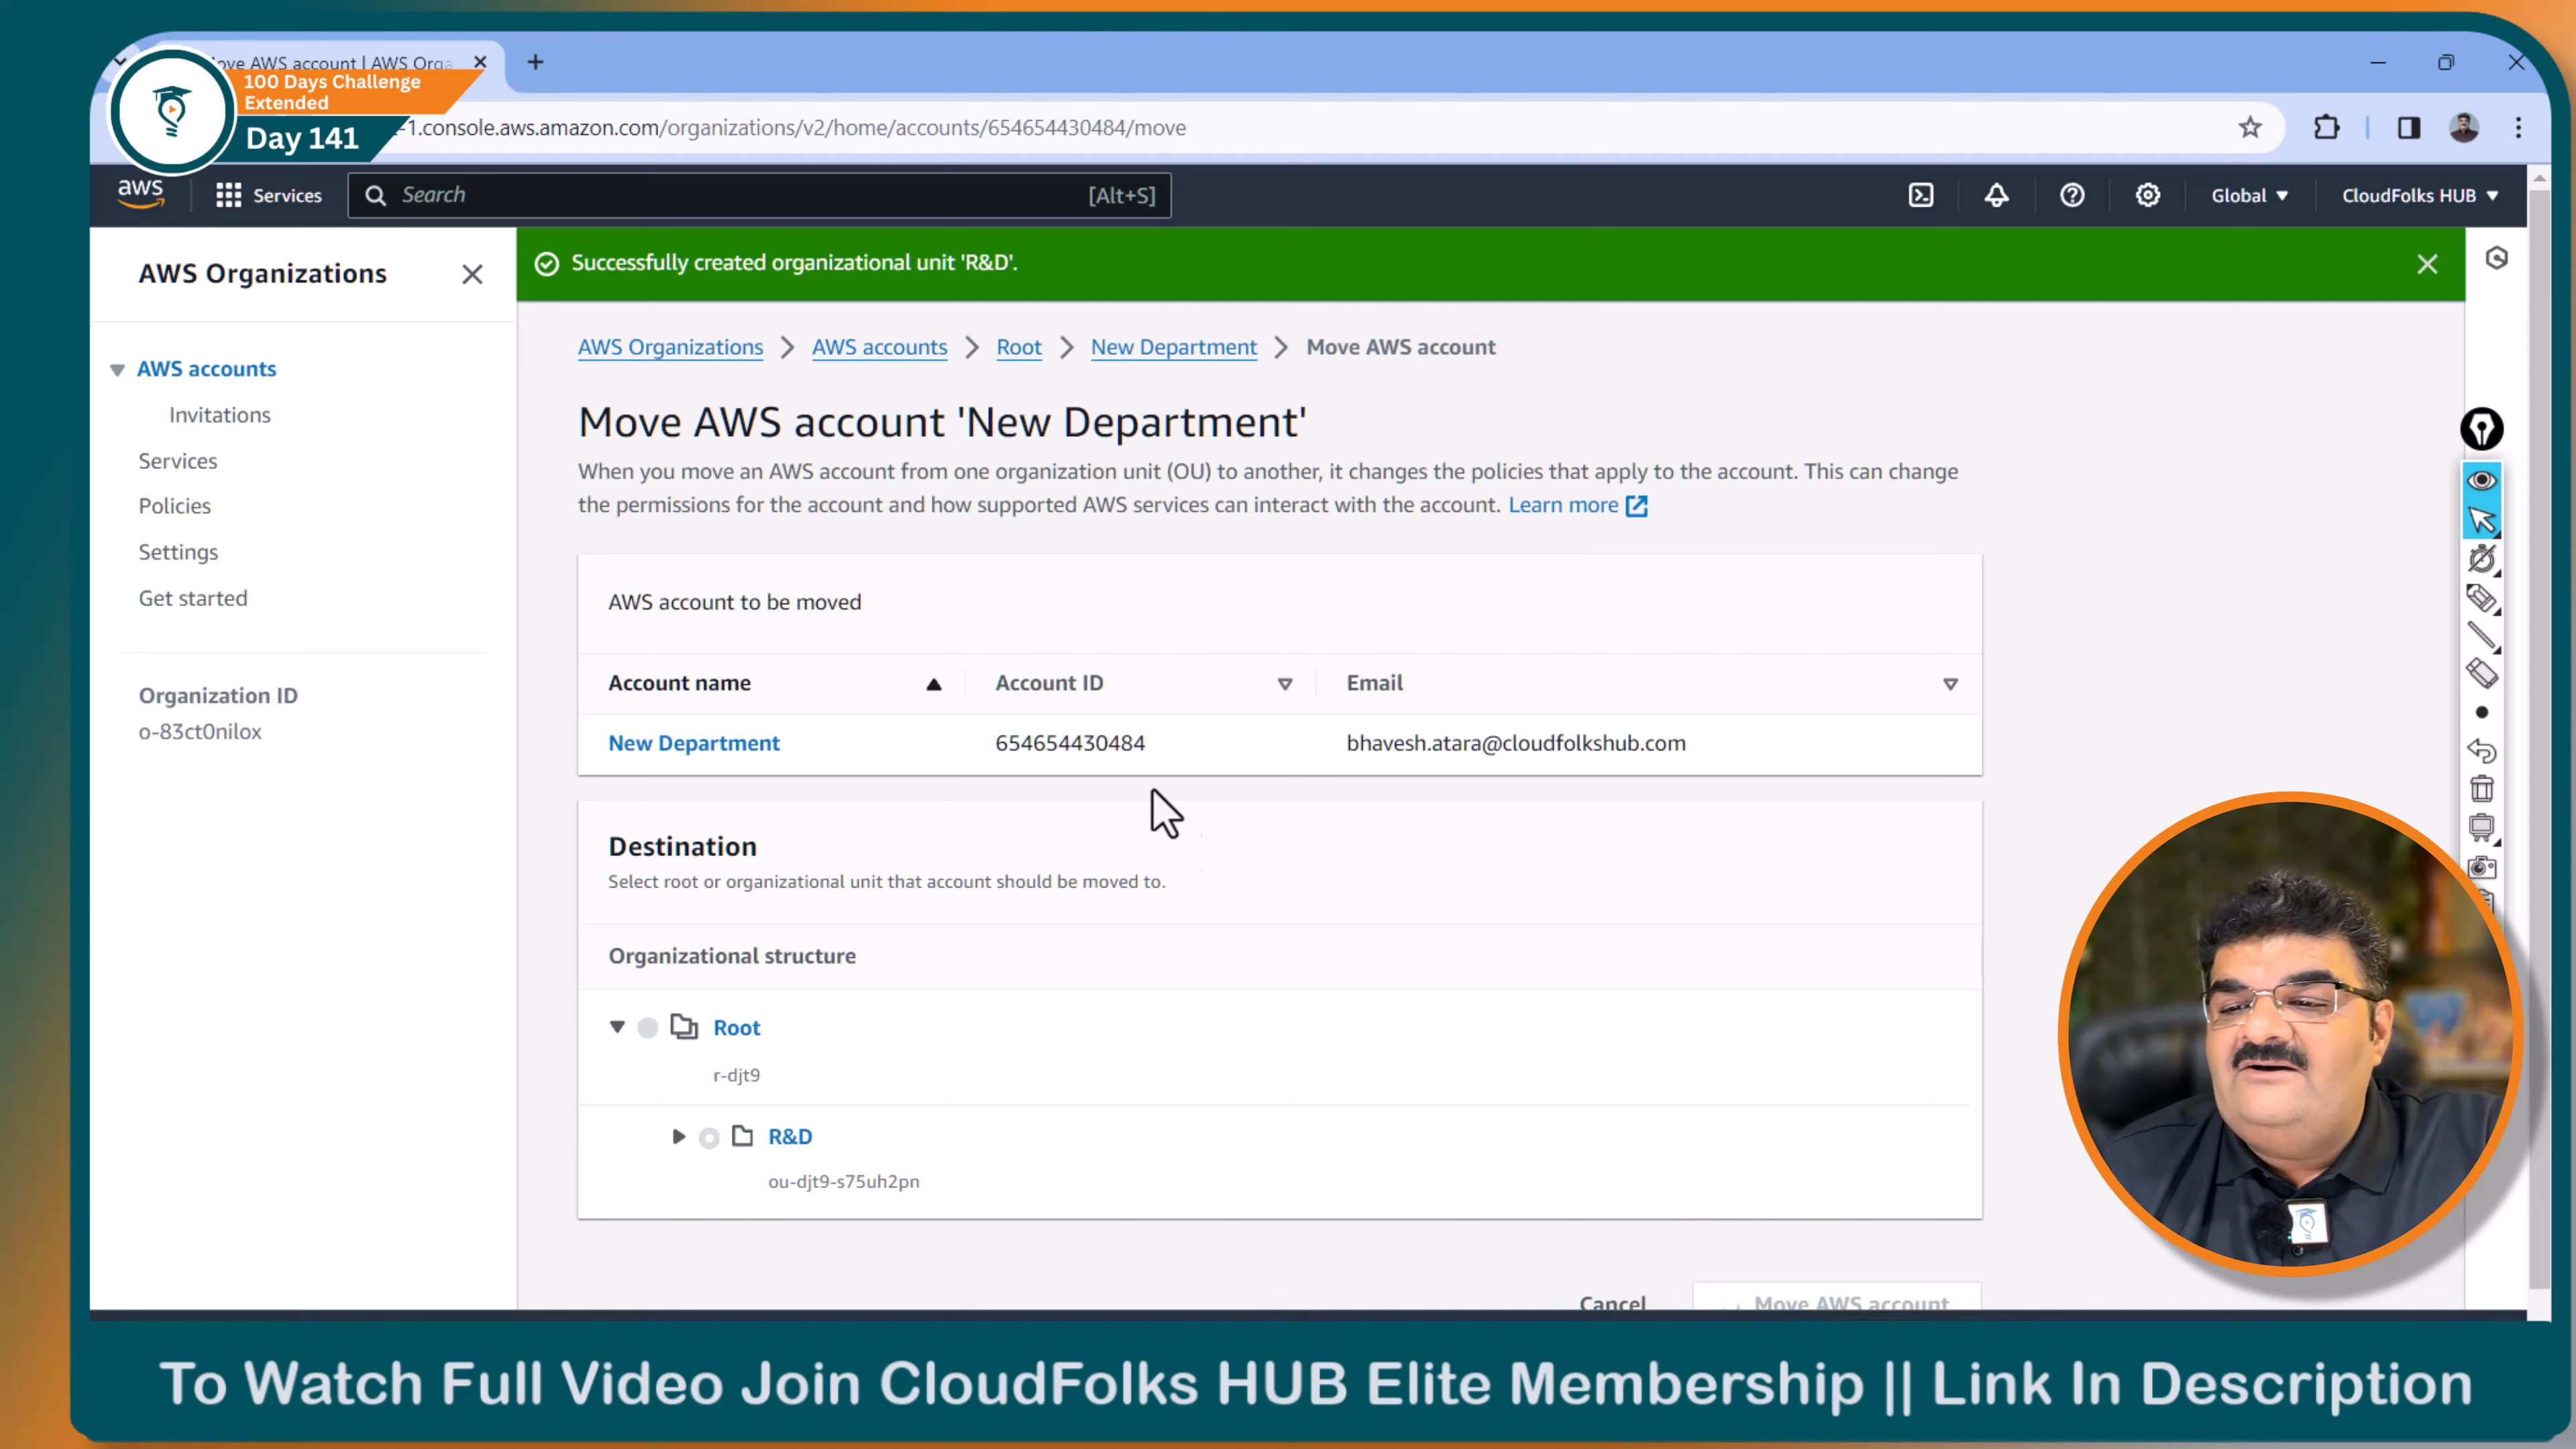 Move AWS account | AWS Orga
100 Days Challenge
Extended
Day 141
-1.console.aws.amazon.com/organizations/v2/home/accounts/654654430484/move
aws
Services
Search
[Alt+S]
Global
CloudFolks HUB
AWS Organizations
Successfully created organizational unit 'R&D'.
AWS accounts
Invitations
Services
Policies
Settings
Get started
Organization ID
o-83ct0nilox
AWS Organizations > AWS accounts > Root > New Department > Move AWS account
Move AWS account 'New Department'
When you move an AWS account from one organization unit (OU) to another, it changes the policies that apply to the account. This can change
the permissions for the account and how supported AWS services can interact with the account. Learn more
AWS account to be moved
Account name Account ID Email
New Department 654654430484 bhavesh.atara@cloudfolkshub.com
Destination
Select root or organizational unit that account should be moved to.
Organizational structure
Root
r-djt9
R&D
ou-djt9-s75uh2pn
Cancel Move AWS account
To Watch Full Video Join CloudFolks HUB Elite Membership || Link In Description